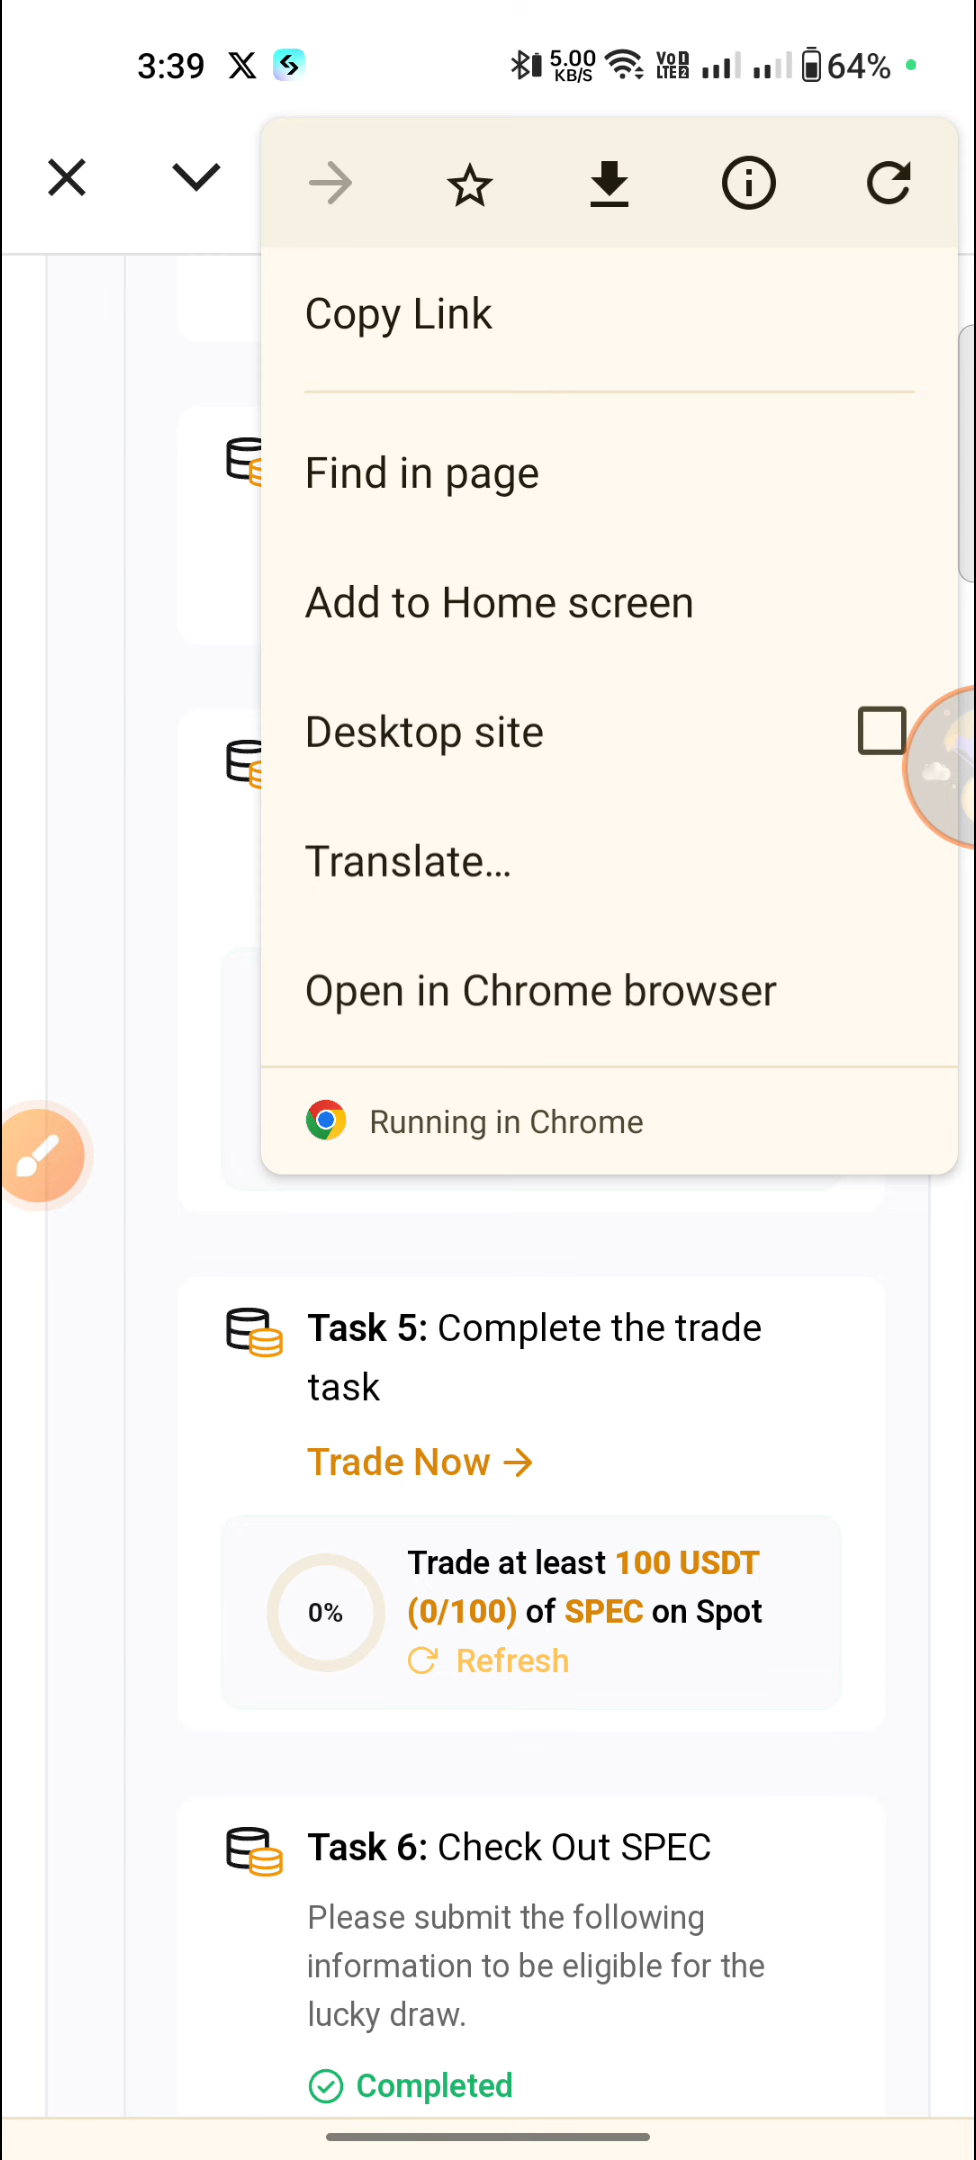 3:39
5.00
KB/S
VoD
LTE2
64%
Copy Link
Find in page
Add to Home screen
Desktop site
Translate...
Open in Chrome browser
Running in Chrome
Task 5: Complete the trade
task
Trade Now →
0%
Trade at least 100 USDT
(0/100) of SPEC on Spot
Refresh
Task 6: Check Out SPEC
Please submit the following
information to be eligible for the
lucky draw.
Completed